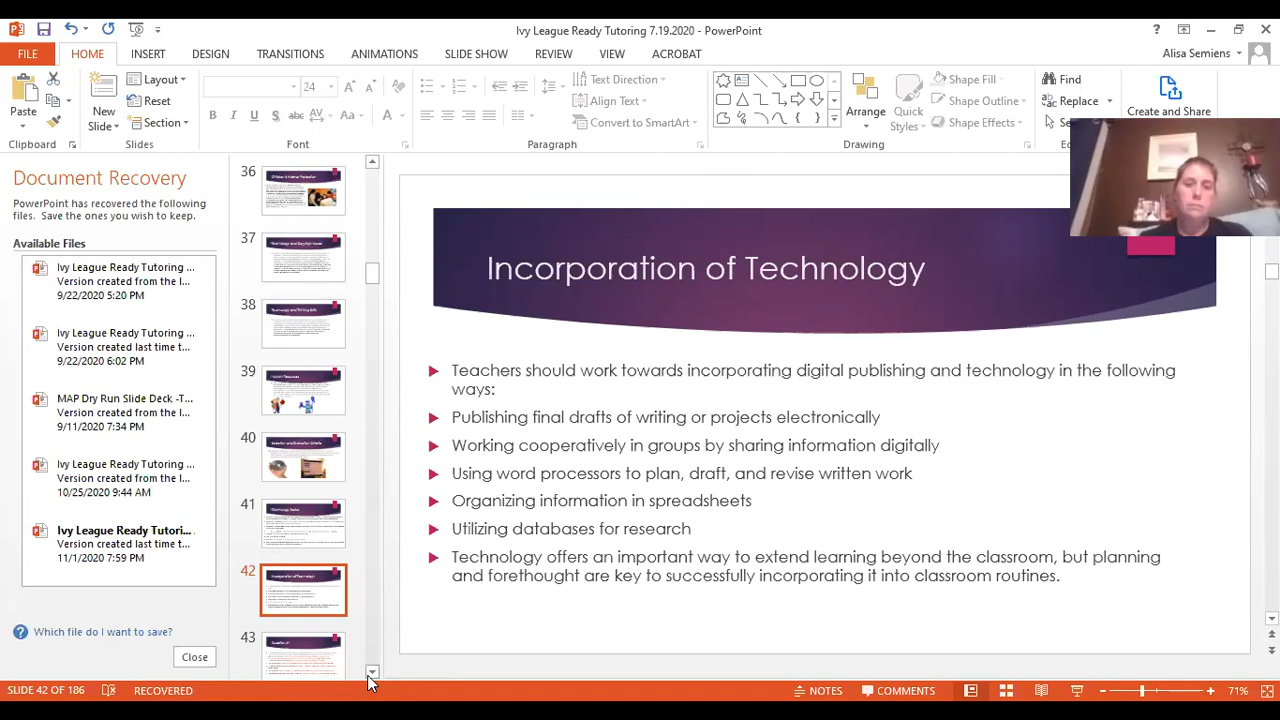 Ivy League Ready Tutoring 7.19.2020 - PowerPoint
FILE
HOME
INSERT
DESIGN
TRANSITIONS
ANIMATIONS
SLIDE SHOW
REVIEW
VIEW
ACROBAT
Alisa Semiens
Paste
New
Slide
Layout
Reset
Section
24
Text Direction
Align Text
Convert to SmartArt
Arrange
Quick
Styles
Shape Fill
Shape Outline
Shape Effects
Find
Replace
Create and Share
Clipboard
Slides
Font
Paragraph
Drawing
Document Recovery
PowerPoint has recovered the following
files. Save the ones you wish to keep.
Available Files
Ivy League Ready Tutoring ...
Version created from the l...
9/22/2020 5:20 PM
Ivy League Ready Tutoring ...
Version created last time t...
9/22/2020 6:02 PM
MAP Dry Run Slide Deck -T...
Version created from the l...
9/11/2020 7:34 PM
Ivy League Ready Tutoring ...
Version created from the l...
10/25/2020 9:44 AM
Ivy League Ready Tutori...
Version created last time t...
11/1/2020 7:59 PM
Which file do I want to save?
Close
36
37
38
39
40
41
42
43
Incorporation of Technology
Teachers should work towards incorporating digital publishing and technology in the following
ways:
Publishing final drafts of writing or projects electronically
Working cooperatively in groups by sharing information digitally
Using word processors to plan, draft, and revise written work
Organizing information in spreadsheets
Utilizing databases for research
Technology offers an important way to extend learning beyond the classroom, but planning
and forethought are key to successfully incorporating it into classroom routines.
SLIDE 42 OF 186
RECOVERED
NOTES
COMMENTS
71%